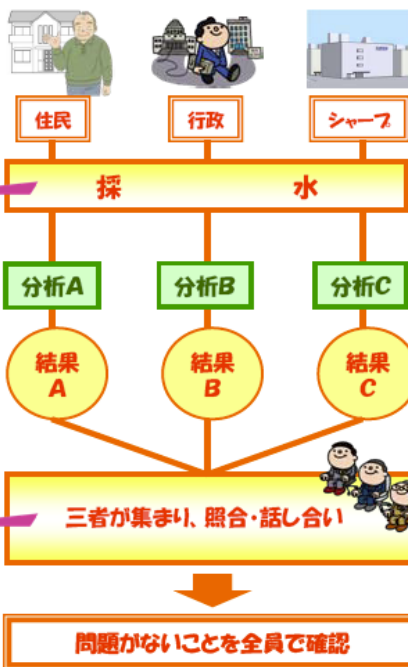 住民
行政
シャープ
採 水
分析A
分析B
分析C
結果
A
結果
B
結果
C
三者が集まり、照合・話し合い
問題がないことを全員で確認